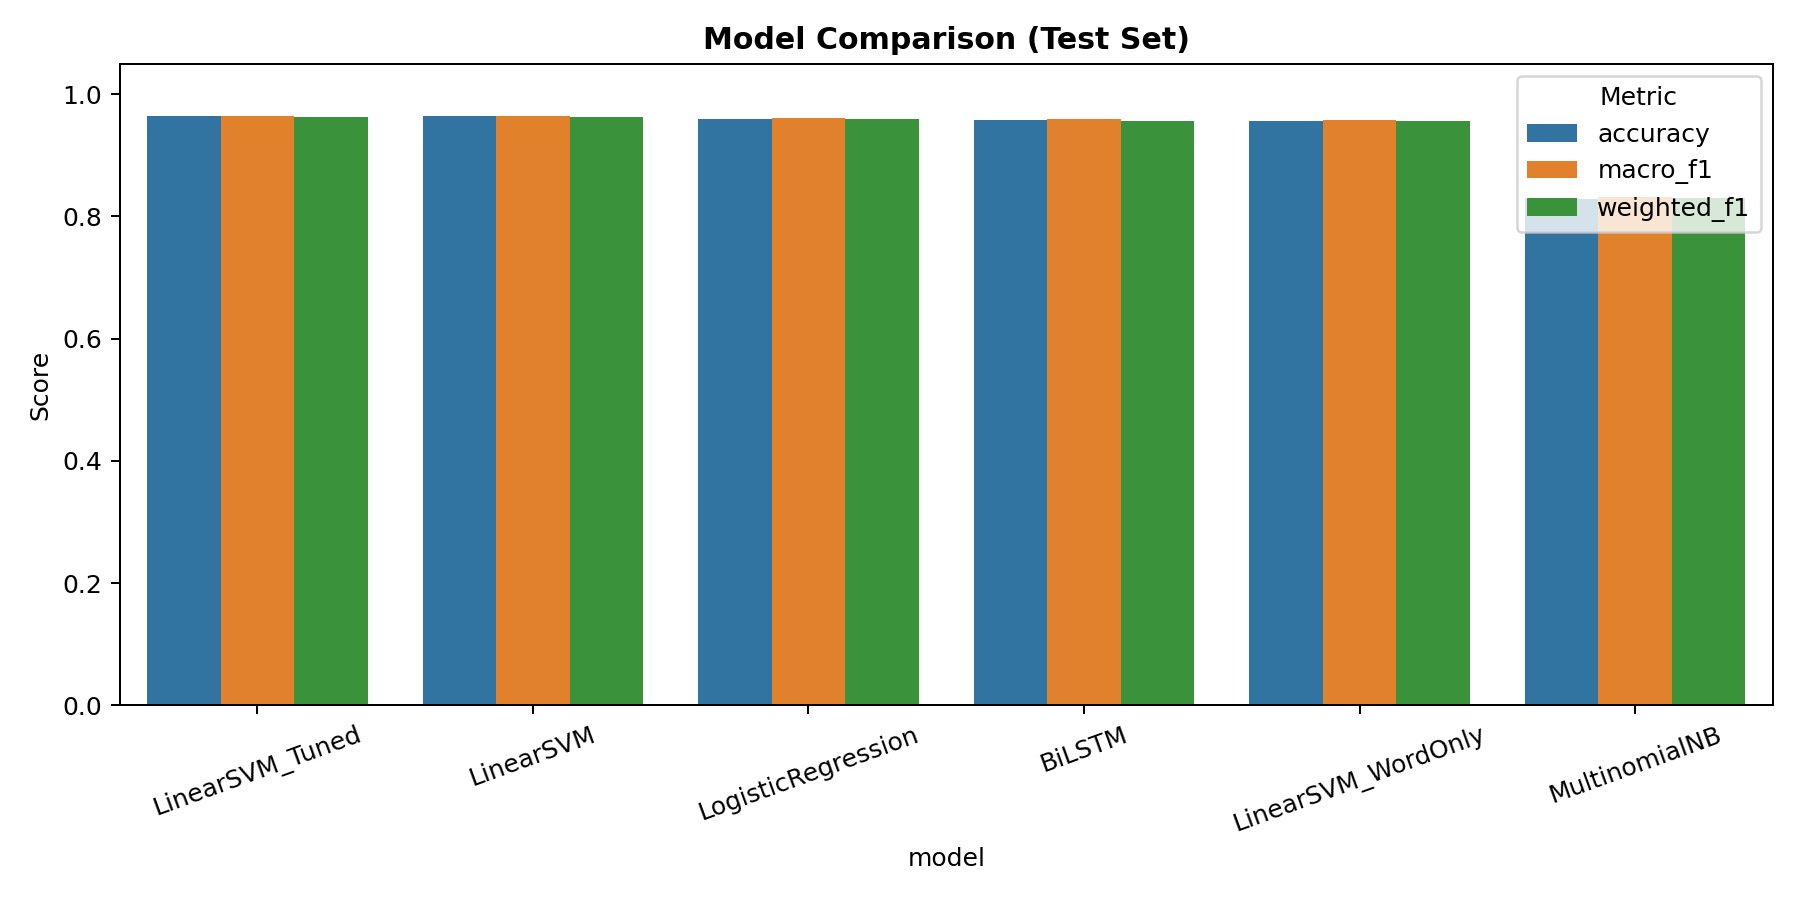 Model Comparison (Test Set)
Metric
accuracy
macro_f1
weighted_f1
Score
1.0
0.8
0.6
0.4
0.2
0.0
LinearSVM_Tuned
LinearSVM
LogisticRegression
BiLSTM
LinearSVM_WordOnly
MultinomialNB
model